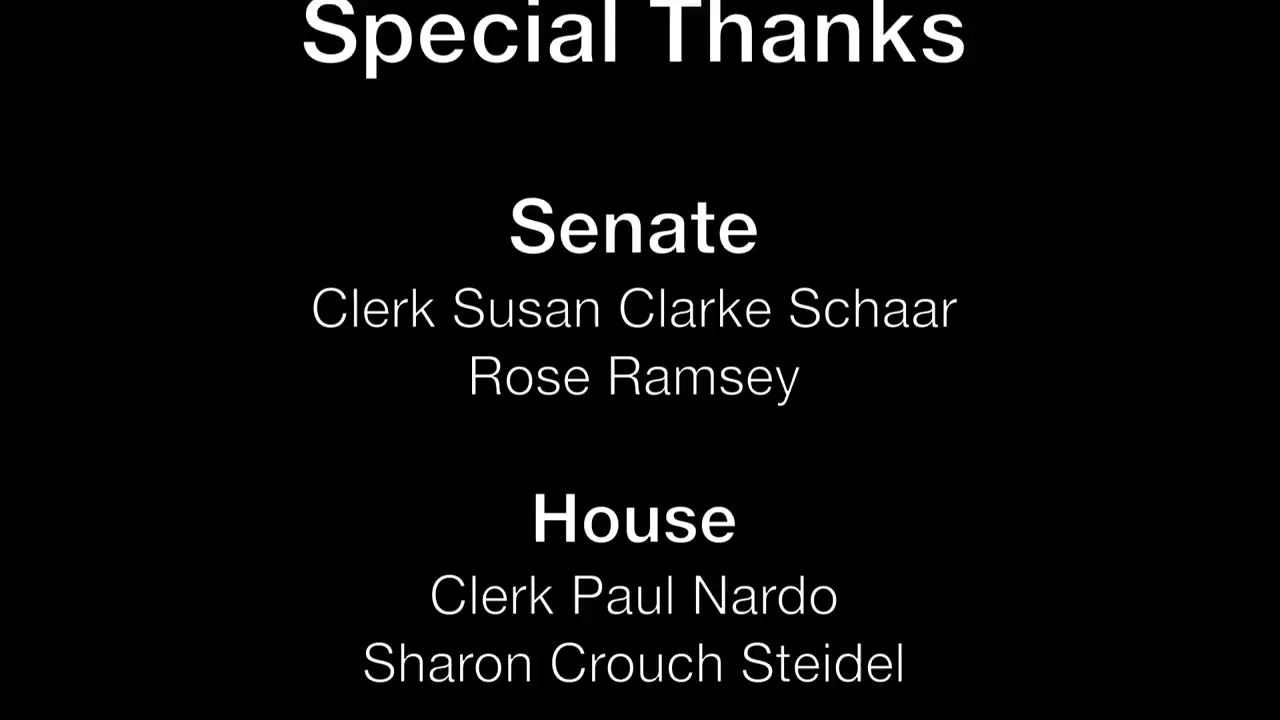 Special Thanks
Senate
Clerk Susan Clarke Schaar
Rose Ramsey
House
Clerk Paul Nardo
Sharon Crouch Steidel